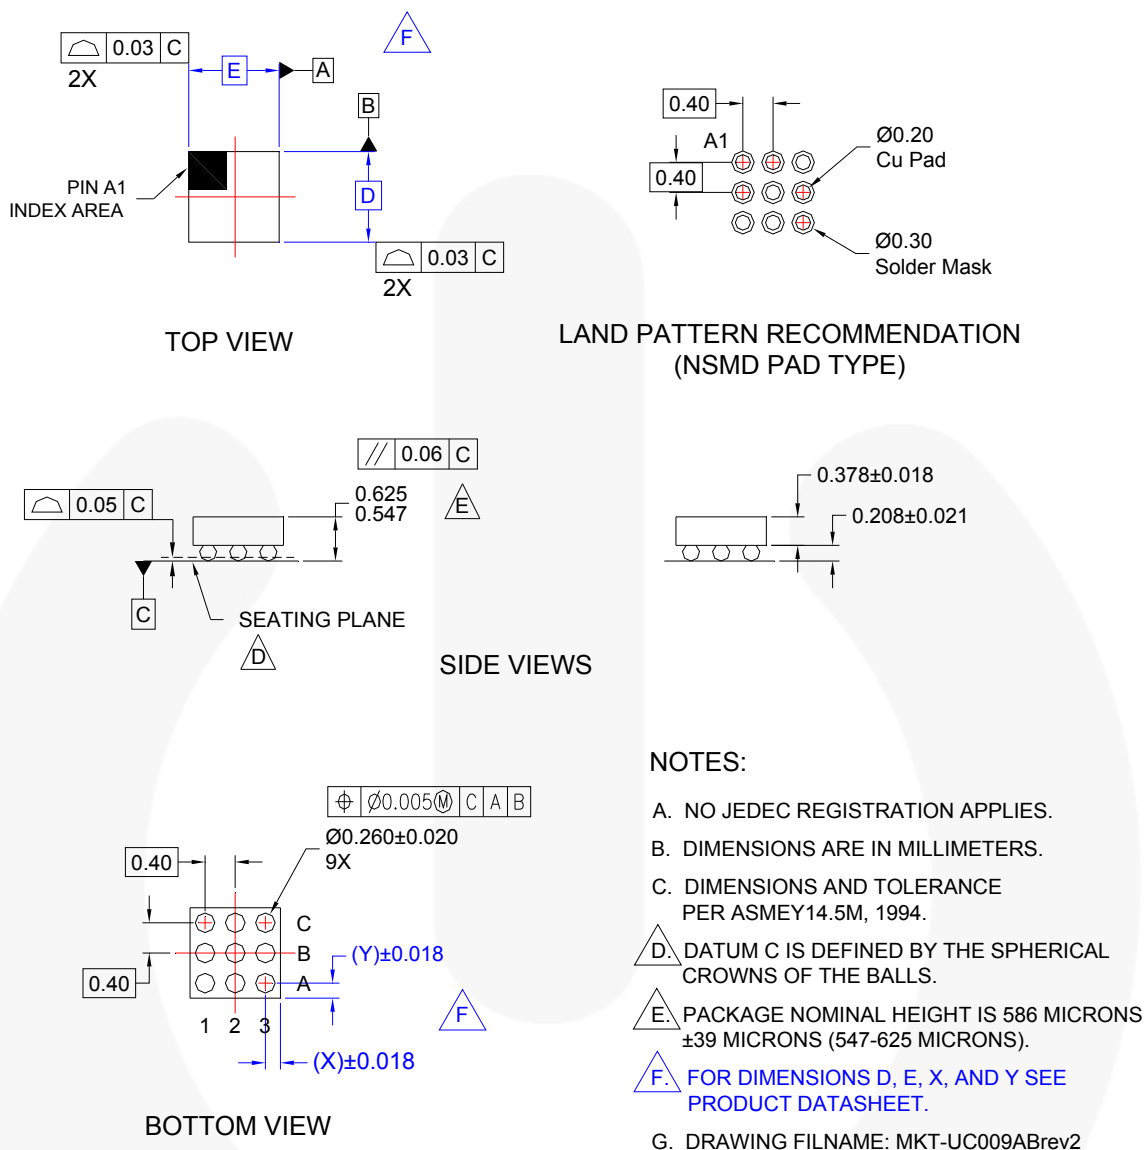 0.03 C
2X
E
A
F
B
D
PIN A1
INDEX AREA
0.03 C
2X
TOP VIEW
0.40
A1
0.40
Ø0.20
Cu Pad
Ø0.30
Solder Mask
LAND PATTERN RECOMMENDATION
(NSMD PAD TYPE)
// 0.06 C
0.05 C
0.625
0.547
E
C
SEATING PLANE
D
0.378±0.018
0.208±0.021
SIDE VIEWS
Ø0.005Ⓜ C A B
Ø0.260±0.020
9X
0.40
0.40
C
B
A
1 2 3
(Y)±0.018
(X)±0.018
F
BOTTOM VIEW
NOTES:
A. NO JEDEC REGISTRATION APPLIES.
B. DIMENSIONS ARE IN MILLIMETERS.
C. DIMENSIONS AND TOLERANCE
PER ASMEY14.5M, 1994.
D. DATUM C IS DEFINED BY THE SPHERICAL
CROWNS OF THE BALLS.
E. PACKAGE NOMINAL HEIGHT IS 586 MICRONS
±39 MICRONS (547-625 MICRONS).
F. FOR DIMENSIONS D, E, X, AND Y SEE
PRODUCT DATASHEET.
G. DRAWING FILNAME: MKT-UC009ABrev2